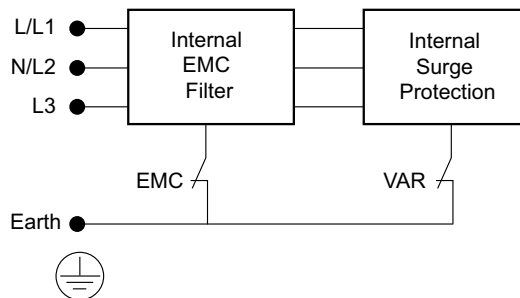 L/L1
N/L2
L3
Internal
EMC
Filter
Internal
Surge
Protection
EMC
VAR
Earth